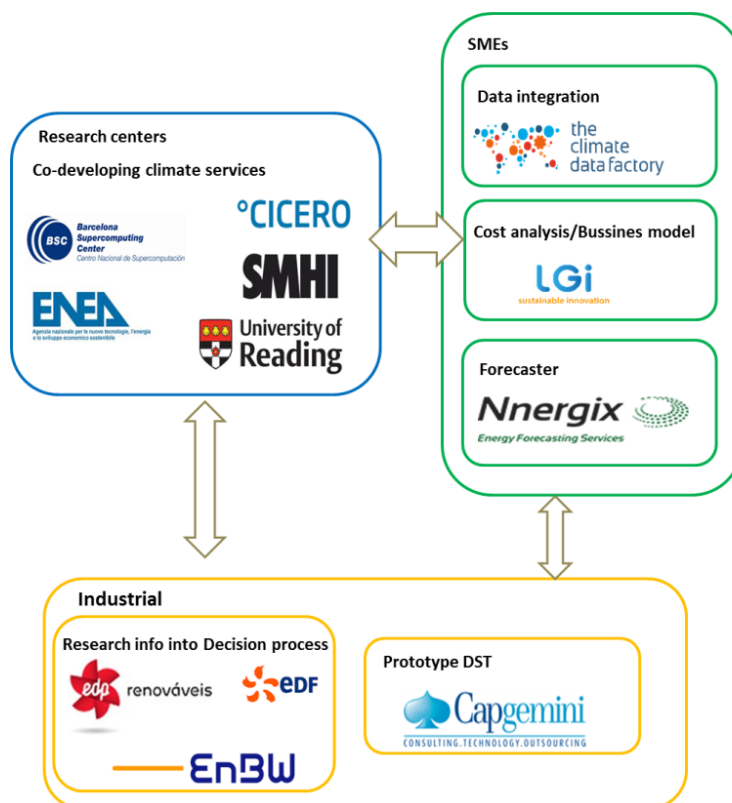 Research centers
Co-developing climate services
BSC
Barcelona
Supercomputing
Center
Centro Nacional de Supercomputación
°CICERO
SMHI
ENEA
Agenzia nazionale per le nuove tecnologie, l'energia
e lo sviluppo economico sostenibile
University of
Reading
SMEs
Data integration
the
climate
data factory
Cost analysis/Bussines model
LGi
sustainable innovation
Forecaster
Nnergix
Energy Forecasting Services
Industrial
Research info into Decision process
edp renováveis
eDF
EnBW
Prototype DST
Capgemini
CONSULTING.TECHNOLOGY.OUTSOURCING